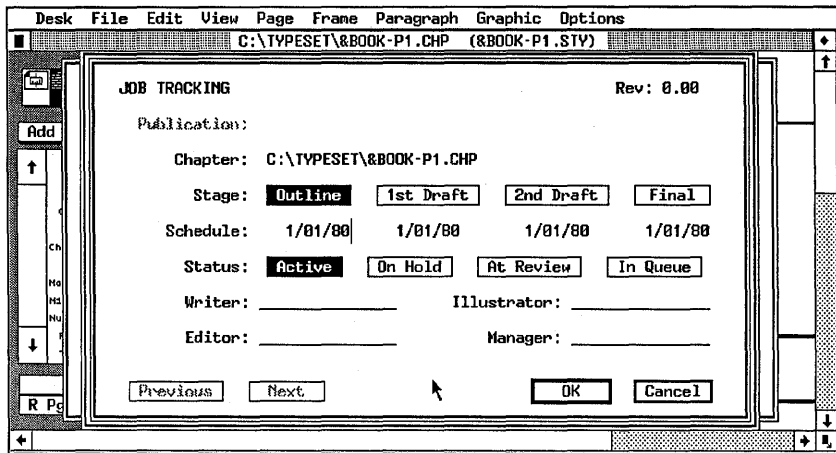 Desk File Edit View Page Frame Paragraph Graphic Options
C:\TYPESET\&BOOK-P1.CHP (&BOOK-P1.STY)
JOB TRACKING Rev: 0.00
Publication:
Add
Chapter: C:\TYPESET\&BOOK-P1.CHP
Stage: Outline 1st Draft 2nd Draft Final
Schedule: 1/01/80 1/01/80 1/01/80 1/01/80
Ch
Status: Active On Hold At Review In Queue
Writer: Illustrator:
Nu
Editor: Manager:
Previous Next OK Cancel
R Pg